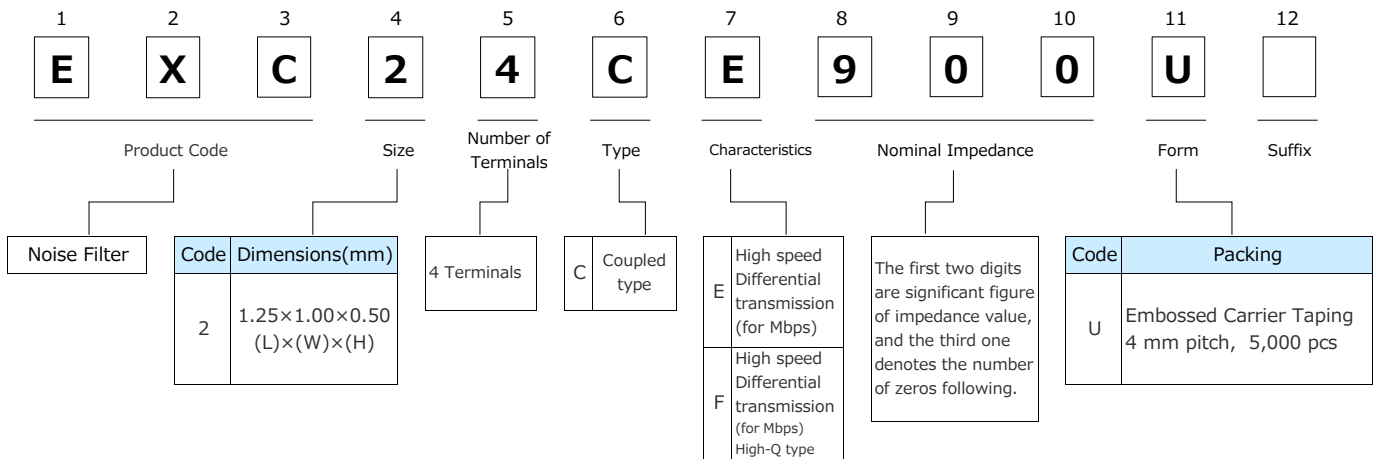 1 2 3 4 5 6 7 8 9 10 11 12
E X C 2 4 C E 9 0 0 U
Product Code
Size
Number of
Terminals
Type
Characteristics
Nominal Impedance
Form
Suffix
Noise Filter
Code Dimensions(mm)
2
1.25×1.00×0.50
(L)×(W)×(H)
4 Terminals
C
Coupled
type
E
High speed
Differential
transmission
(for Mbps)
F
High speed
Differential
transmission
(for Mbps)
High-Q type
The first two digits
are significant figure
of impedance value,
and the third one
denotes the number
of zeros following.
Code Packing
U
Embossed Carrier Taping
4 mm pitch, 5,000 pcs